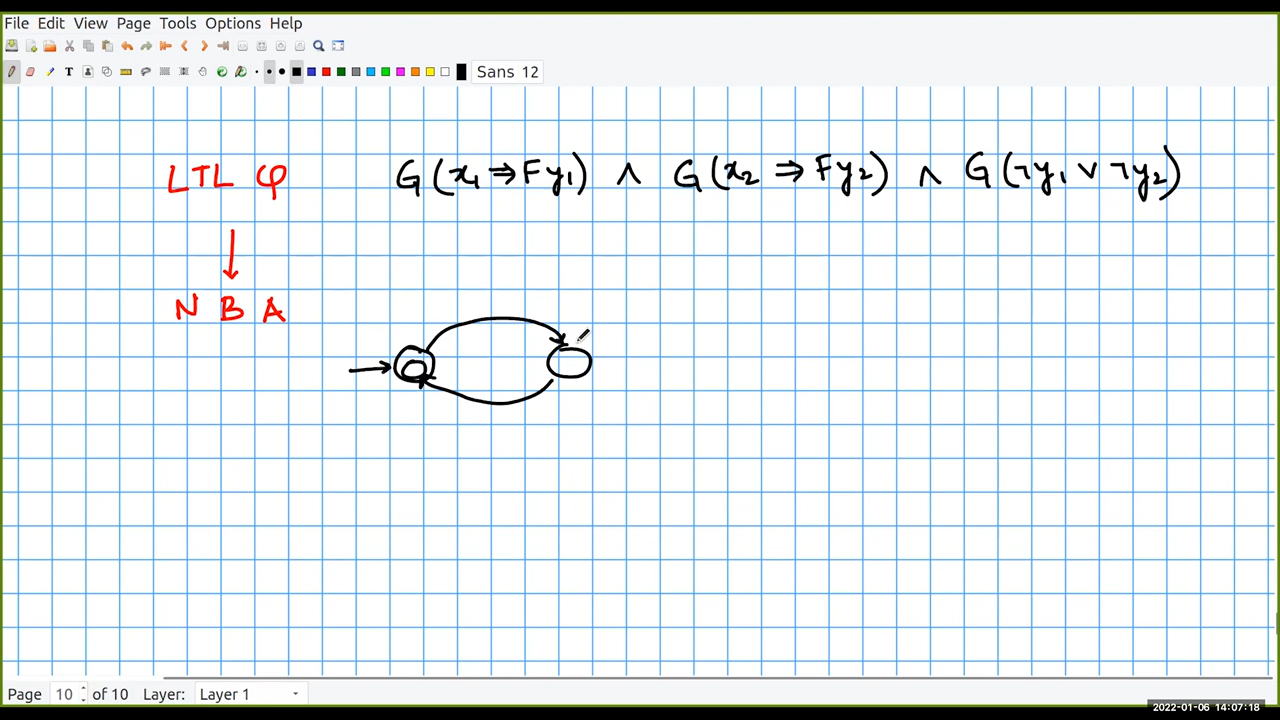 File Edit View Page Tools Options Help
Sans 12
LTL φ G(x₁ ⇒ Fy₁) ∧ G(x₂ ⇒ Fy₂) ∧ G(¬y₁ ∨ ¬y₂)
N B A
Page 10 of 10 Layer: Layer 1
2022-01-06 14:07:18